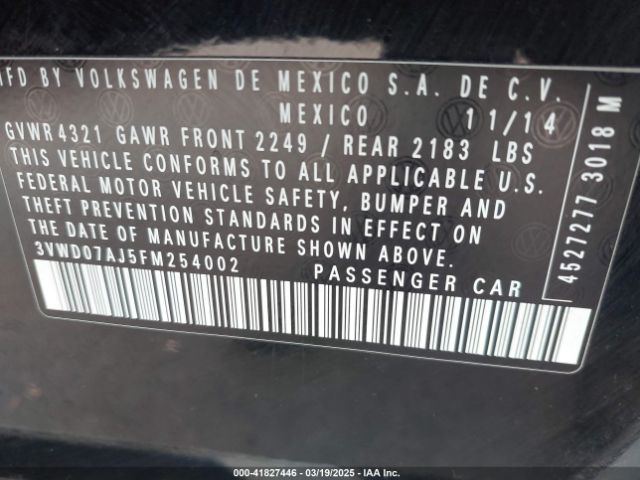 MFD BY VOLKSWAGEN DE MEXICO S.A. DE C.V.
MEXICO 11/14
GVWR 4321 GAWR FRONT 2249 / REAR 2183 LBS
THIS VEHICLE CONFORMS TO ALL APPLICABLE U.S.
FEDERAL MOTOR VEHICLE SAFETY, BUMPER AND
THEFT PREVENTION STANDARDS IN EFFECT ON
THE DATE OF MANUFACTURE SHOWN ABOVE.
3VWD07AJ5FM254002 PASSENGER CAR
4527277 3018 M
000-41827446 - 03/19/2025 - IAA Inc.